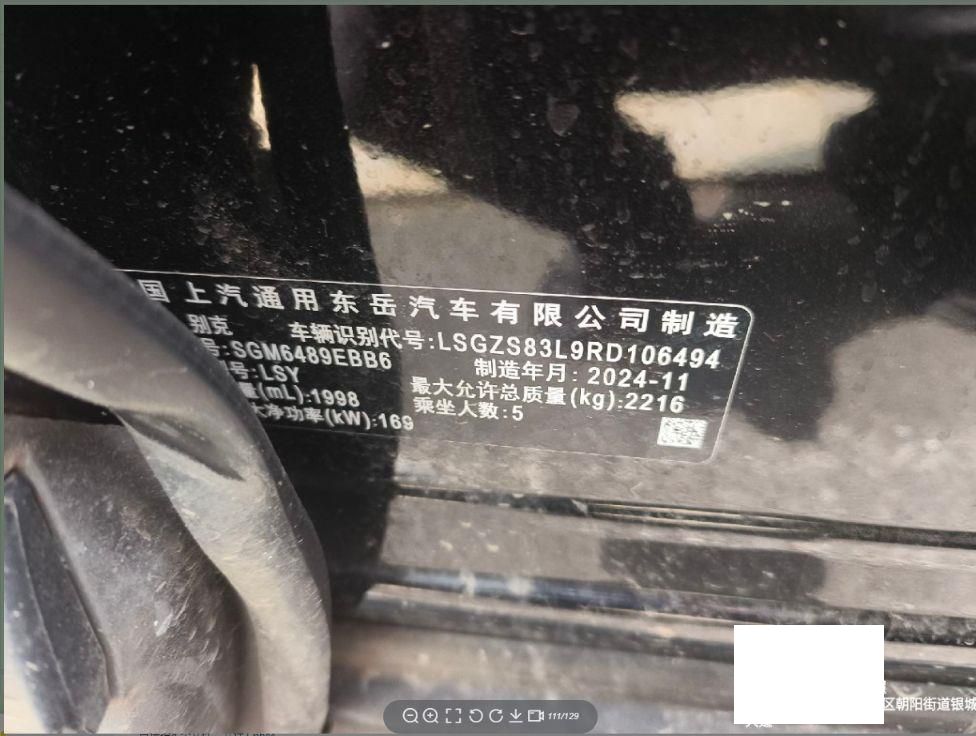 国上汽通用东岳汽车有限公司制造
别克 车辆识别代号:LSGZS83L9RD106494
号:SGM6489EBB6 制造年月:2024-11
号:LSY 最大允许总质量(kg):2216
量(mL):1998 乘坐人数:5
大净功率(kW):169
111/129
区朝阳街道银城